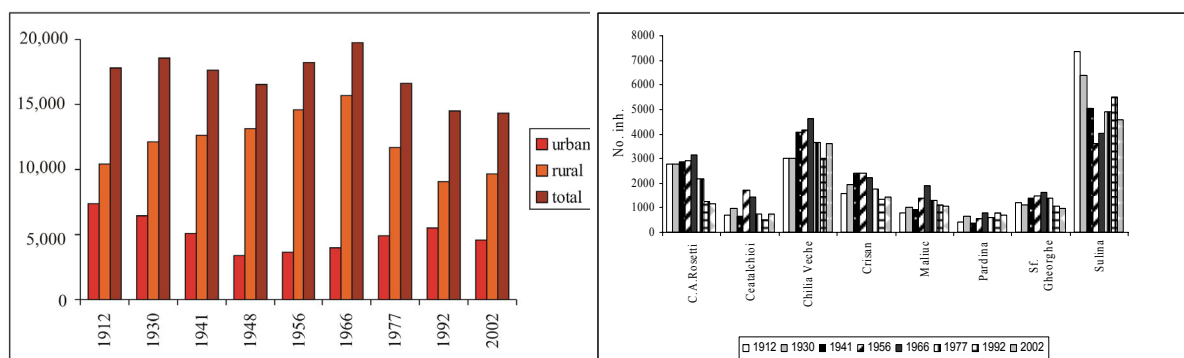 20,000
15,000
10,000
5,000
0
1912 1930 1941 1948 1956 1966 1977 1992 2002
urban
rural
total
No. inh.
8000
7000
6000
5000
4000
3000
2000
1000
0
C.A.Rosetti
Ceatalchioi
Chilia Veche
Crisan
Maliuc
Pardina
Sf.
Gheorghe
Sulina
1912 1930 1941 1956 1966 1977 1992 2002